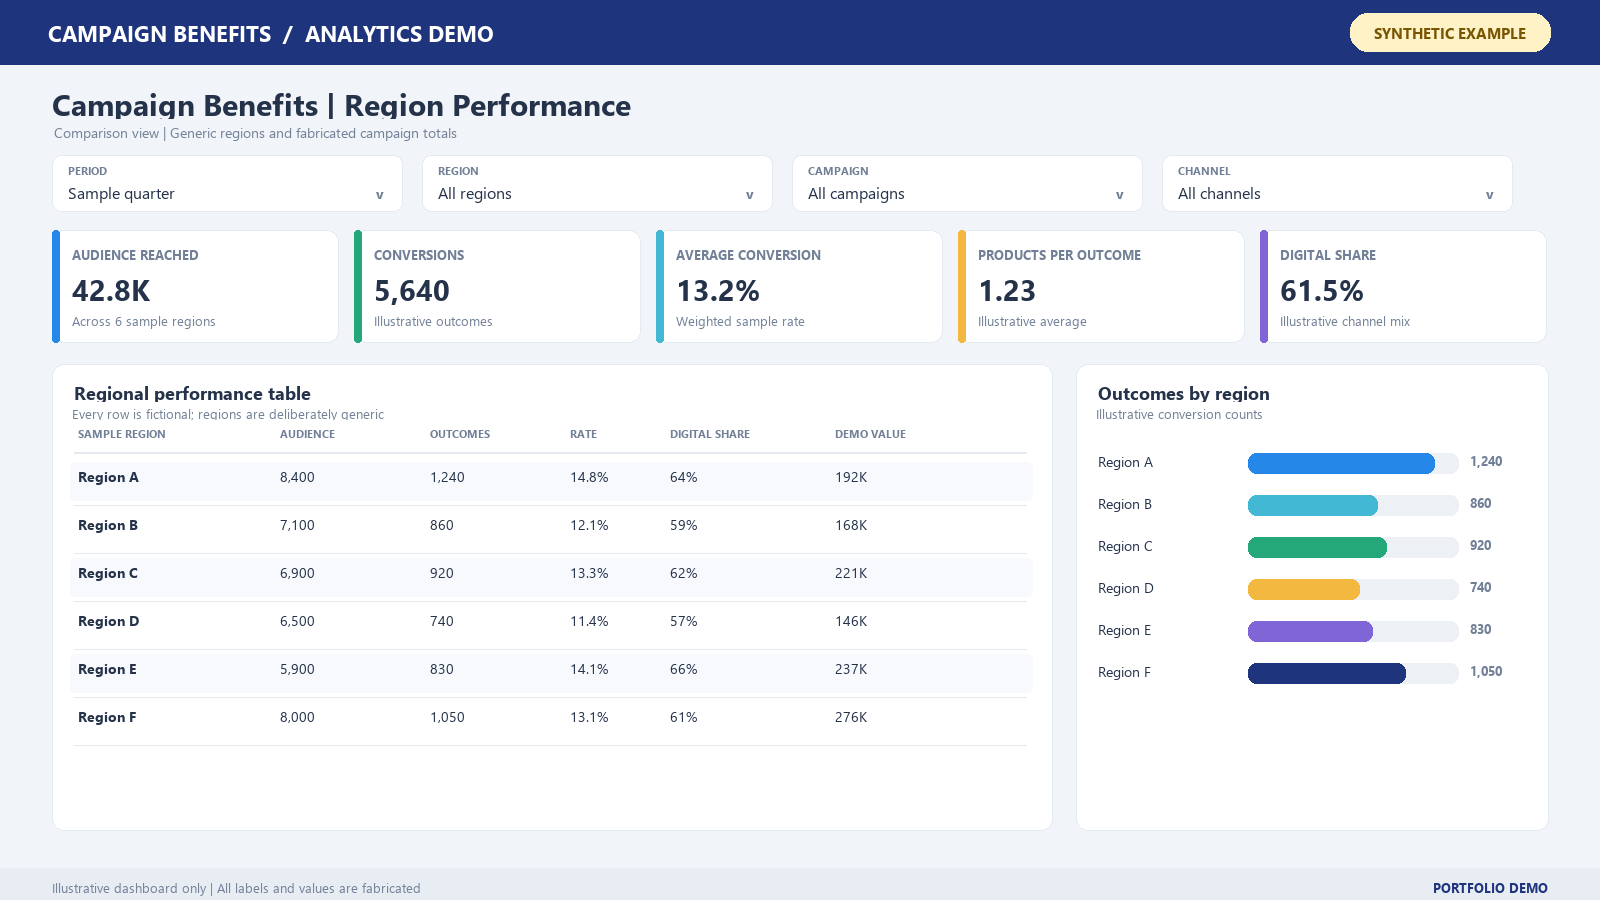 CAMPAIGN BENEFITS / ANALYTICS DEMO
SYNTHETIC EXAMPLE
Campaign Benefits | Region Performance
Comparison view | Generic regions and fabricated campaign totals
PERIOD
Sample quarter v
REGION
All regions v
CAMPAIGN
All campaigns v
CHANNEL
All channels v
AUDIENCE REACHED
42.8K
Across 6 sample regions
CONVERSIONS
5,640
Illustrative outcomes
AVERAGE CONVERSION
13.2%
Weighted sample rate
PRODUCTS PER OUTCOME
1.23
Illustrative average
DIGITAL SHARE
61.5%
Illustrative channel mix
Regional performance table
Every row is fictional; regions are deliberately generic
SAMPLE REGION AUDIENCE OUTCOMES RATE DIGITAL SHARE DEMO VALUE
Region A 8,400 1,240 14.8% 64% 192K
Region B 7,100 860 12.1% 59% 168K
Region C 6,900 920 13.3% 62% 221K
Region D 6,500 740 11.4% 57% 146K
Region E 5,900 830 14.1% 66% 237K
Region F 8,000 1,050 13.1% 61% 276K
Outcomes by region
Illustrative conversion counts
Region A 1,240
Region B 860
Region C 920
Region D 740
Region E 830
Region F 1,050
Illustrative dashboard only | All labels and values are fabricated
PORTFOLIO DEMO